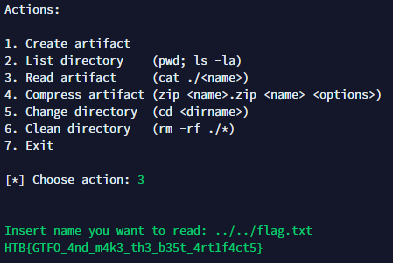 Actions:
1. Create artifact
2. List directory    (pwd; ls -la)
3. Read artifact     (cat ./<name>)
4. Compress artifact (zip <name>.zip <name> <options>)
5. Change directory  (cd <dirname>)
6. Clean directory   (rm -rf ./*)
7. Exit
[*] Choose action: 3
Insert name you want to read: ../../flag.txt
HTB{GTFO_4nd_m4k3_th3_b35t_4rt1f4ct5}